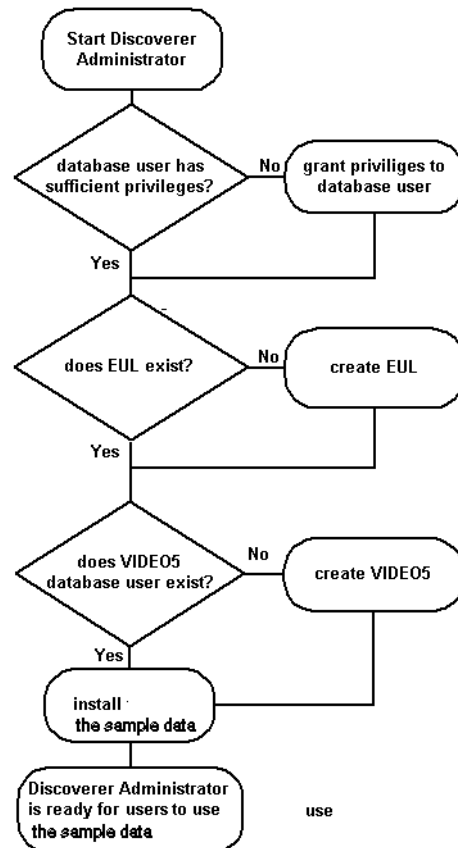 Start Discoverer
Administrator
database user has
sufficient privileges?
No
grant priviliges to
database user
Yes
does EUL exist?
No
create EUL
Yes
does VIDEO5
database user exist?
No
create VIDEO5
Yes
install
the sample data
Discoverer Administrator
is ready for users to use
the sample data
use